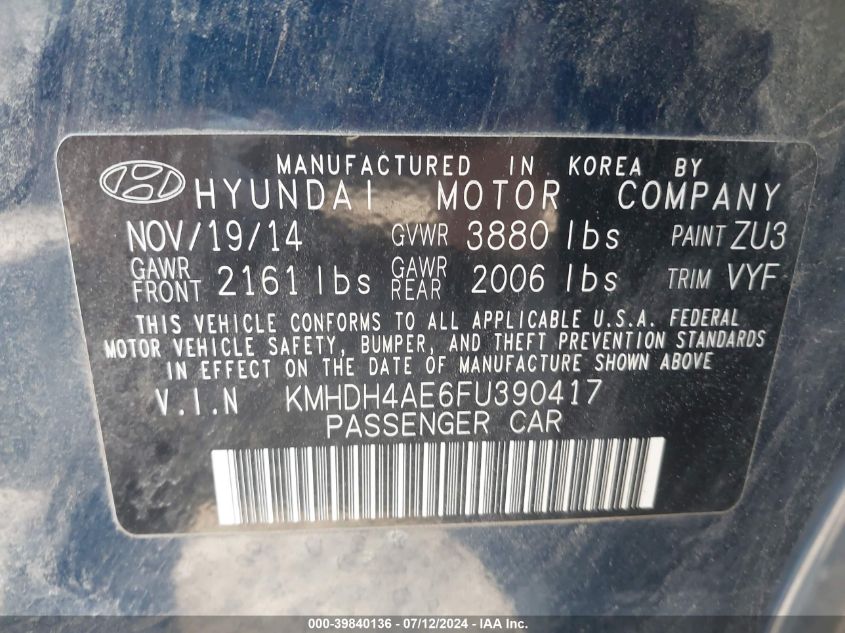 MANUFACTURED IN KOREA BY
HYUNDAI MOTOR COMPANY
NOV/19/14 GVWR 3880 lbs PAINT ZU3
GAWR FRONT 2161 lbs GAWR REAR 2006 lbs TRIM VYF
THIS VEHICLE CONFORMS TO ALL APPLICABLE U.S.A. FEDERAL
MOTOR VEHICLE SAFETY, BUMPER, AND THEFT PREVENTION STANDARDS
IN EFFECT ON THE DATE OF MANUFACTURE SHOWN ABOVE
V.I.N KMHDH4AE6FU390417
PASSENGER CAR
000-39840136 - 07/12/2024 - IAA Inc.